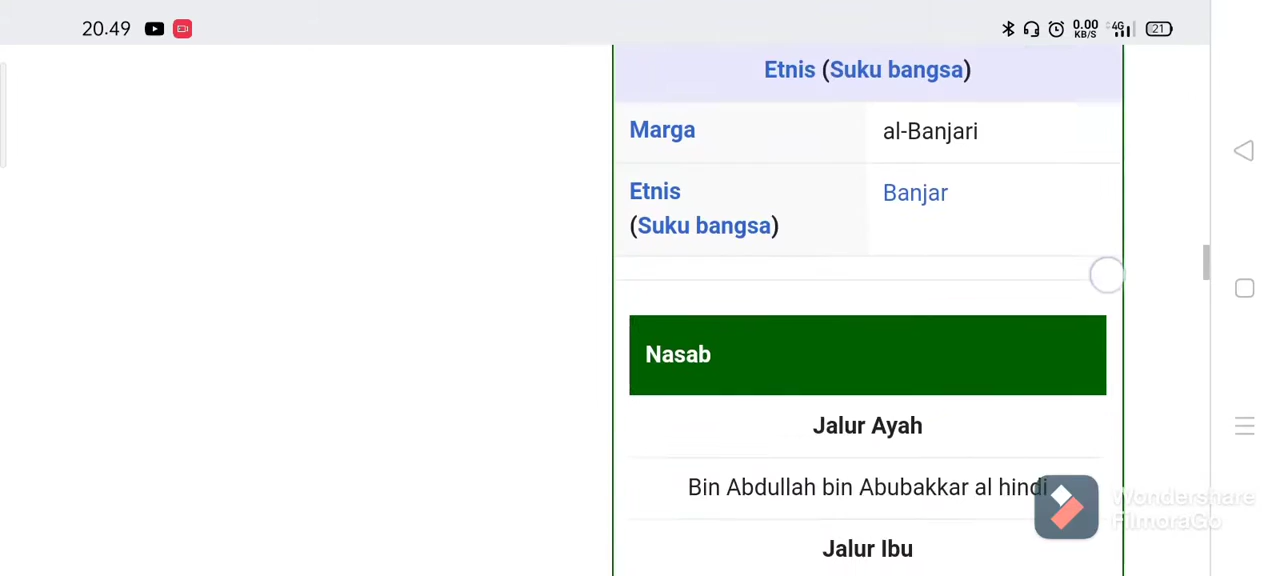 20.49
0.00
KB/S
4G
21
Etnis (Suku bangsa)
Marga al-Banjari
Etnis Banjar
(Suku bangsa)
Nasab
Jalur Ayah
Bin Abdullah bin Abubakkar al hindi
Jalur Ibu
Wondershare
FilmoraGo